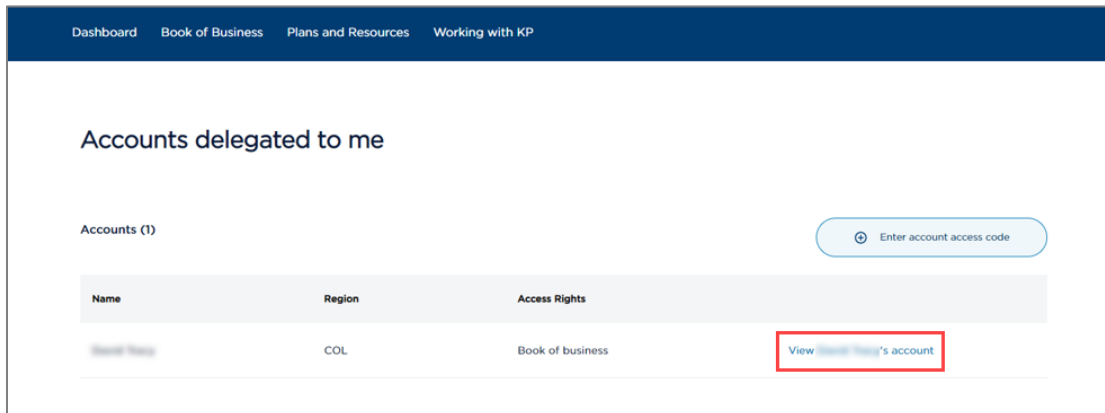 Dashboard Book of Business Plans and Resources Working with KP
Accounts delegated to me
Accounts (1)
Enter account access code
Name Region Access Rights
COL Book of business View 's account